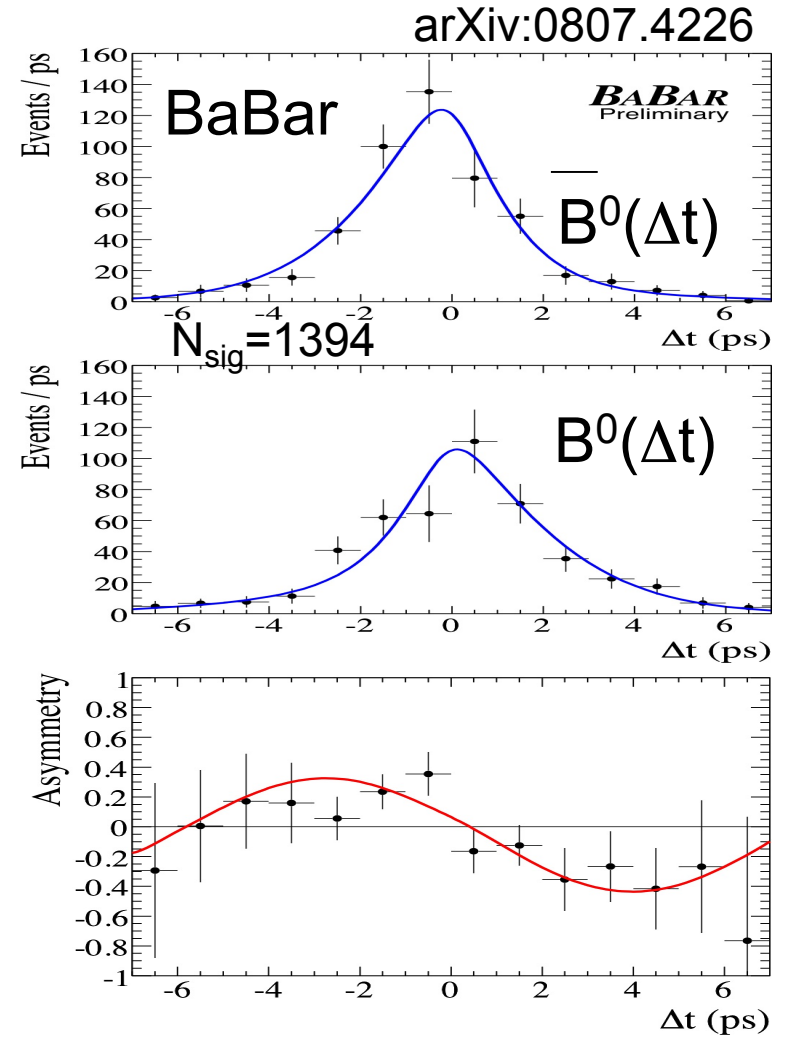 arXiv:0807.4226
160
140
120
100
80
60
40
20
0
Events / ps
BaBar
BABAR
Preliminary
B⁰(Δt)
-6 -4 -2 0 2 4 6
Δt (ps)
N_sig=1394
160
140
120
100
80
60
40
20
0
Events / ps
B⁰(Δt)
-6 -4 -2 0 2 4 6
Δt (ps)
1
0.8
0.6
0.4
0.2
0
-0.2
-0.4
-0.6
-0.8
-1
Asymmetry
-6 -4 -2 0 2 4 6
Δt (ps)